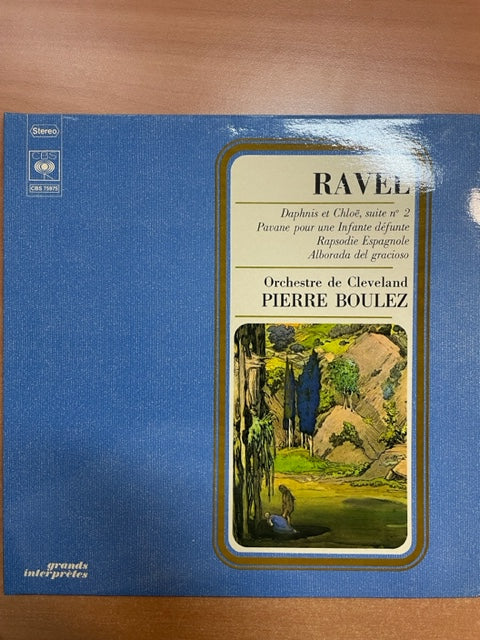 Stereo
CBS
CBS 75975
RAVEL
Daphnis et Chloë, suite nº 2
Pavane pour une Infante défunte
Rapsodie Espagnole
Alborada del gracioso
Orchestre de Cleveland
PIERRE BOULEZ
grands
interprètes